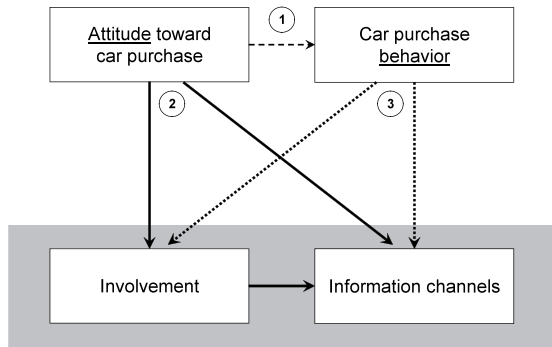 1
Attitude toward
car purchase
Car purchase
behavior
2
3
Involvement
Information channels